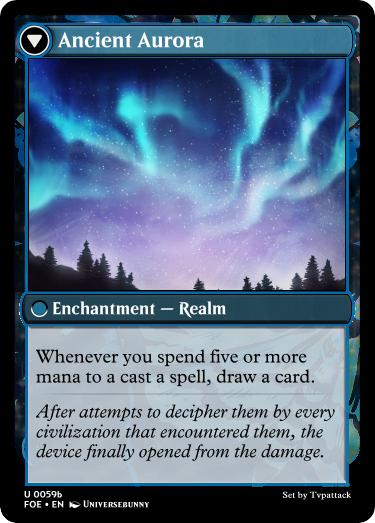 Ancient Aurora
Enchantment — Realm
Whenever you spend five or more
mana to a cast a spell, draw a card.
After attempts to decipher them by every
civilization that encountered them, the
device finally opened from the damage.
U 0059b
FOE • EN Universebunny
Set by Tvpattack